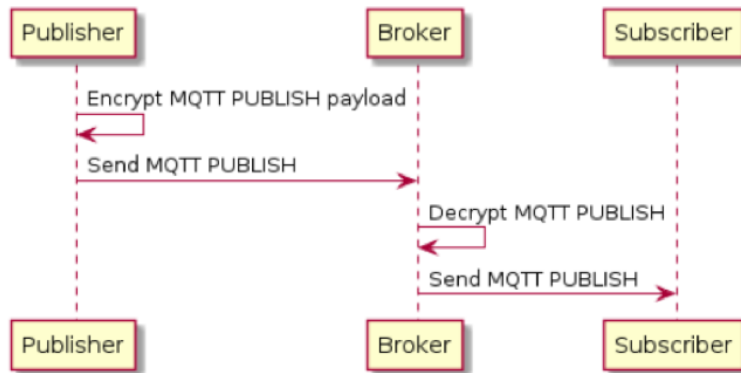 Publisher
Broker
Subscriber
Encrypt MQTT PUBLISH payload
Send MQTT PUBLISH
Decrypt MQTT PUBLISH
Send MQTT PUBLISH
Publisher
Broker
Subscriber